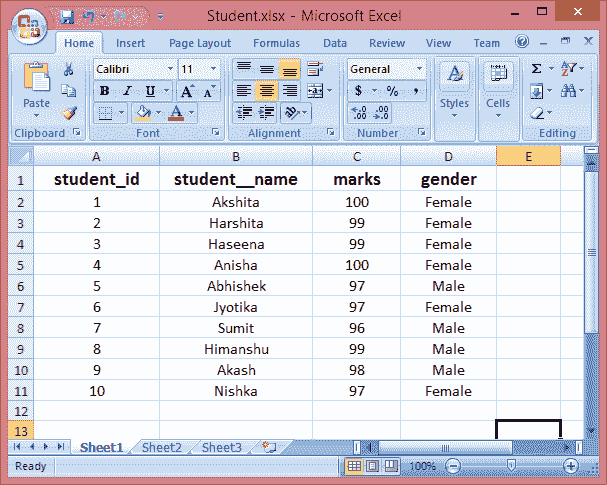 Student.xlsx - Microsoft Excel
Home Insert Page Layout Formulas Data Review View Team
Paste
Clipboard
Calibri 11
B I U A A
A
Font
Alignment
General
$ % ,
.0 .00 .00 .0
Number
A
Styles
Cells
Σ A Z
Editing
A B C D E
1 student_id student__name marks gender
2 1 Akshita 100 Female
3 2 Harshita 99 Female
4 3 Haseena 99 Female
5 4 Anisha 100 Female
6 5 Abhishek 97 Male
7 6 Jyotika 97 Female
8 7 Sumit 96 Male
9 8 Himanshu 99 Male
10 9 Akash 98 Male
11 10 Nishka 97 Female
12
13
Sheet1 Sheet2 Sheet3
Ready 100%